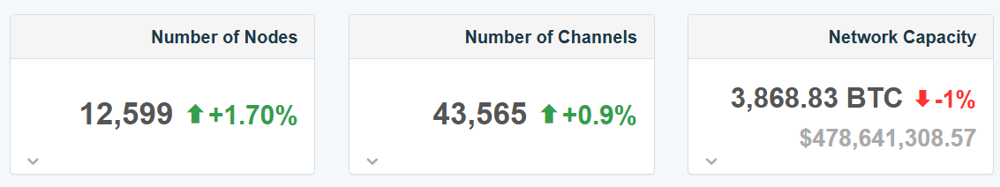 Number of Nodes
12,599 +1.70%
Number of Channels
43,565 +0.9%
Network Capacity
3,868.83 BTC -1%
$478,641,308.57